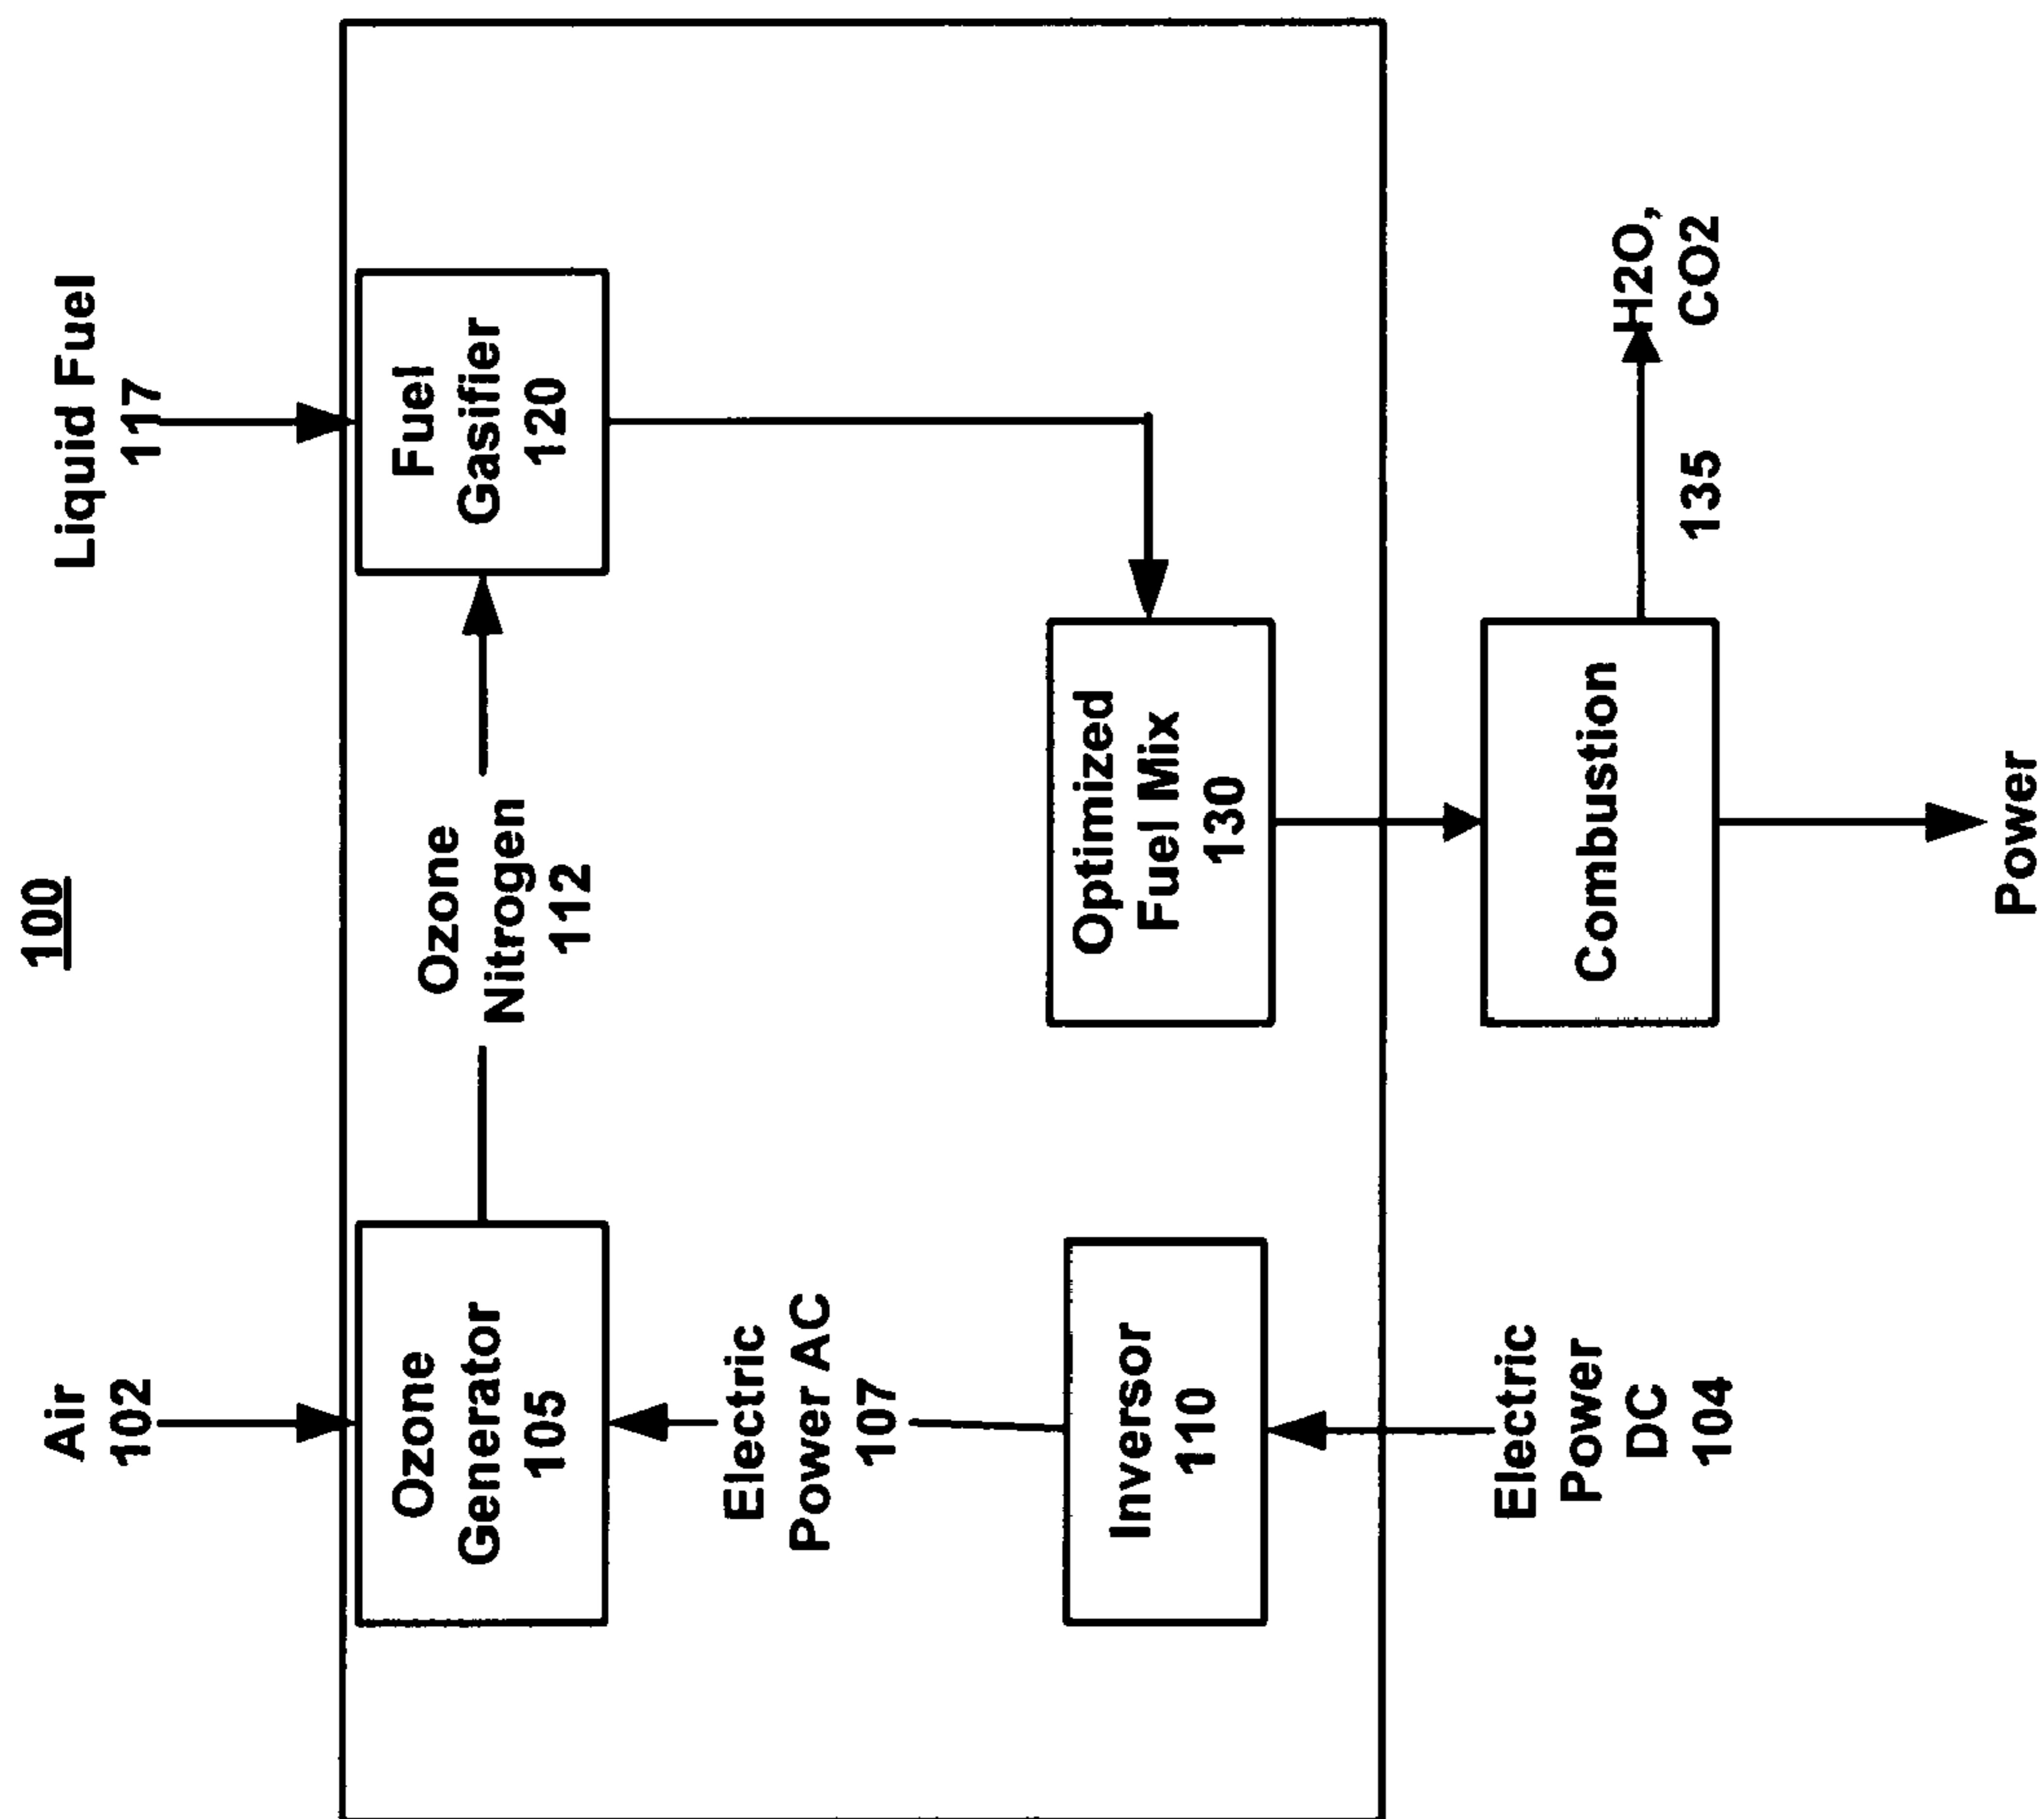 100
Air
102
Liquid Fuel
117
Ozone
Generator
105
Ozone
Nitrogen
112
Fuel
Gasifier
120
Electric
Power AC
107
Inversor
110
Optimized
Fuel Mix
130
Electric
Power
DC
104
Combustion
135
H2O,
CO2
Power